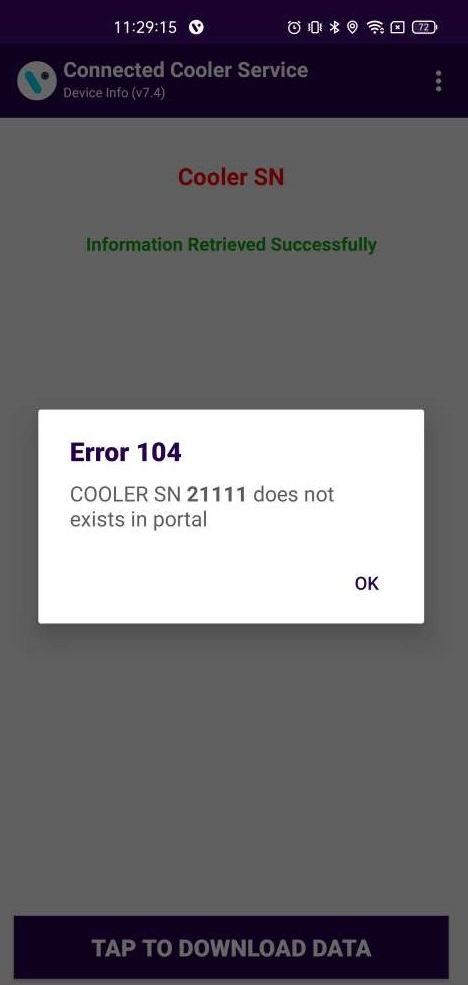 11:29:15
72
Connected Cooler Service
Device Info (v7.4)
Cooler SN
Information Retrieved Successfully
Error 104
COOLER SN 21111 does not
exists in portal
OK
TAP TO DOWNLOAD DATA